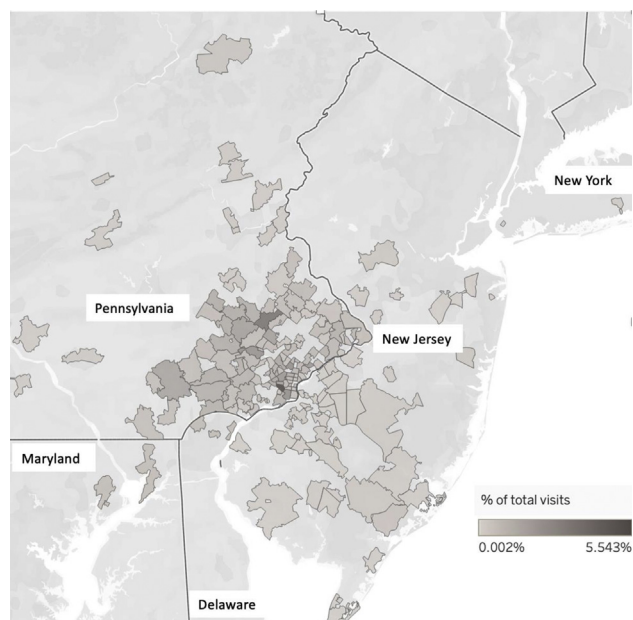 New York
Pennsylvania
New Jersey
Maryland
% of total visits
0.002% 5.543%
Delaware